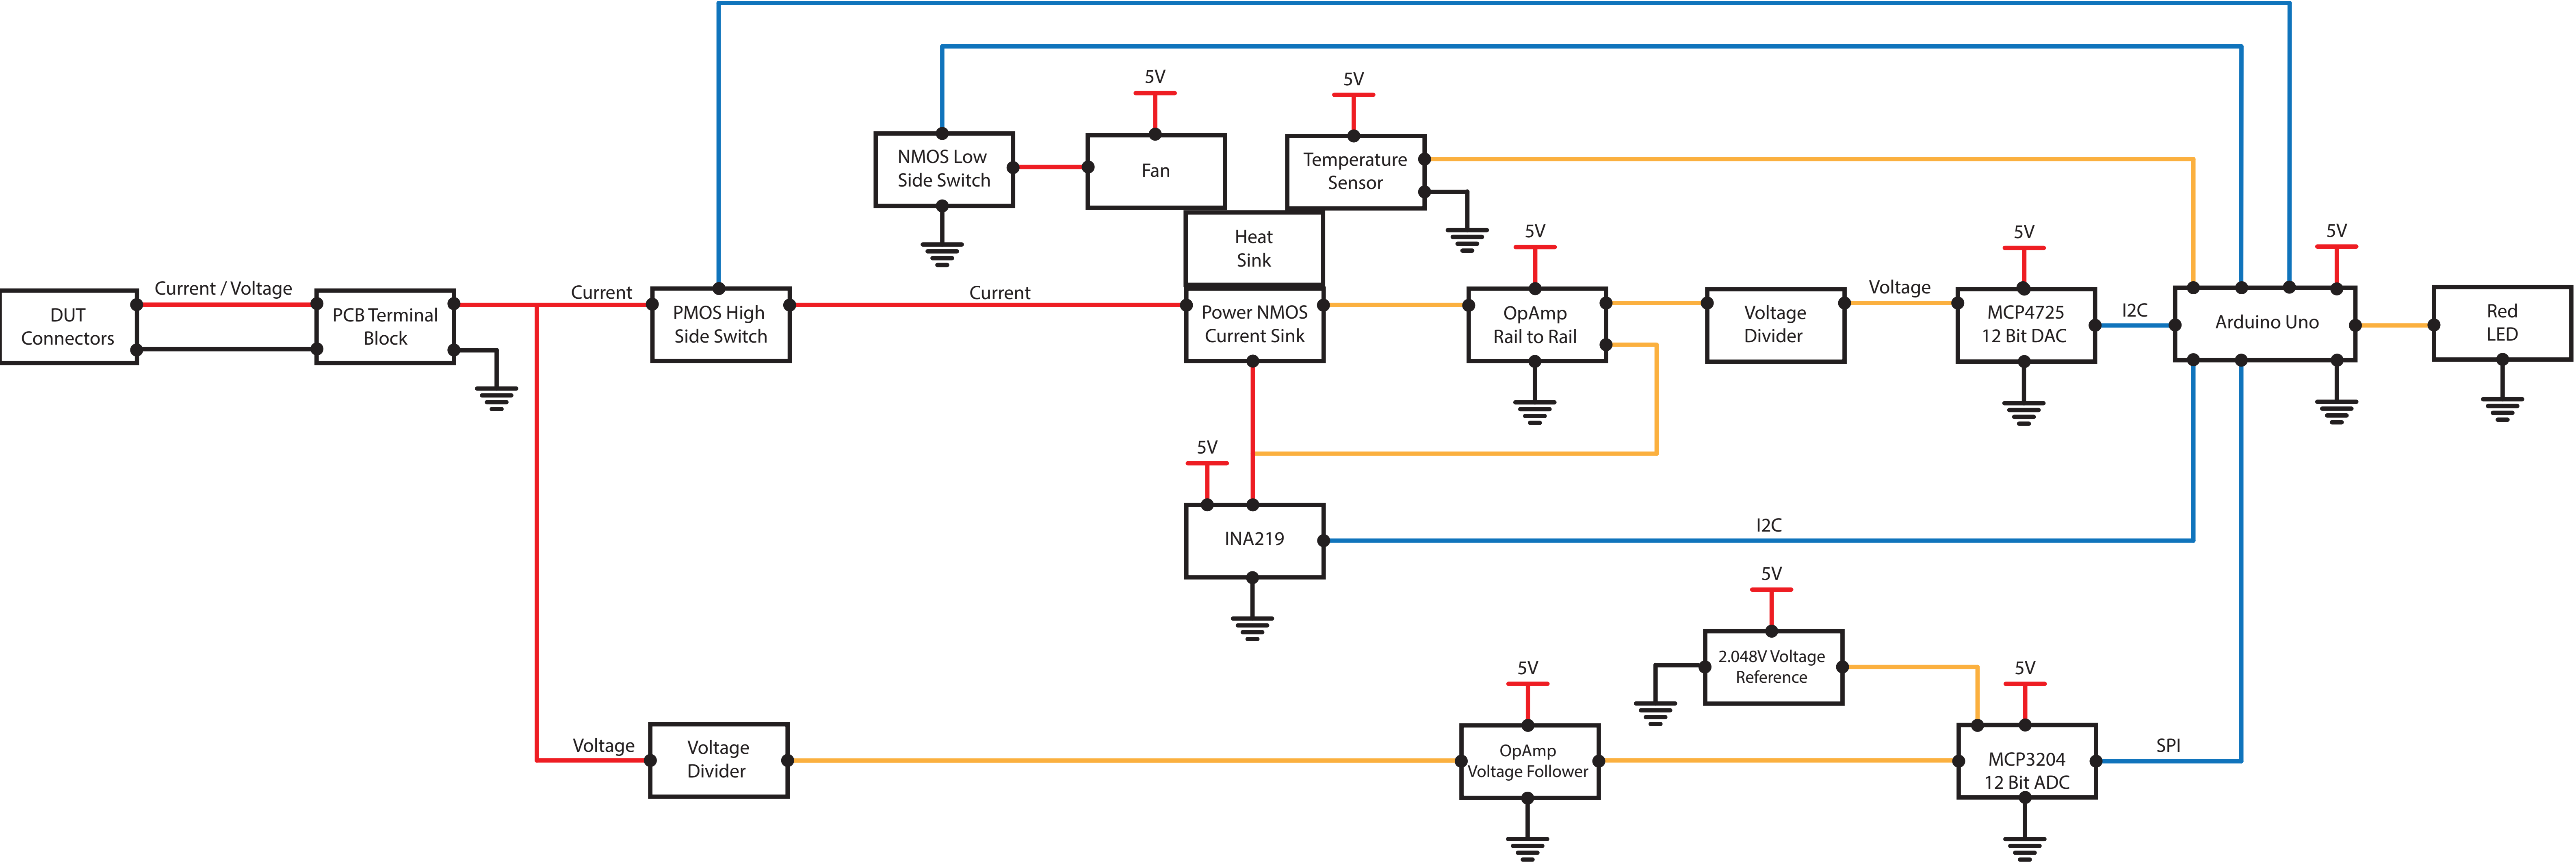 5V
5V
NMOS Low
Side Switch
Fan
Temperature
Sensor
Heat
Sink
5V
5V
5V
DUT
Connectors
Current / Voltage
PCB Terminal
Block
Current
PMOS High
Side Switch
Current
Power NMOS
Current Sink
OpAmp
Rail to Rail
Voltage
Divider
Voltage
MCP4725
12 Bit DAC
I2C
Arduino Uno
Red
LED
5V
INA219
I2C
5V
2.048V Voltage
Reference
5V
5V
Voltage
Voltage
Divider
OpAmp
Voltage Follower
MCP3204
12 Bit ADC
SPI